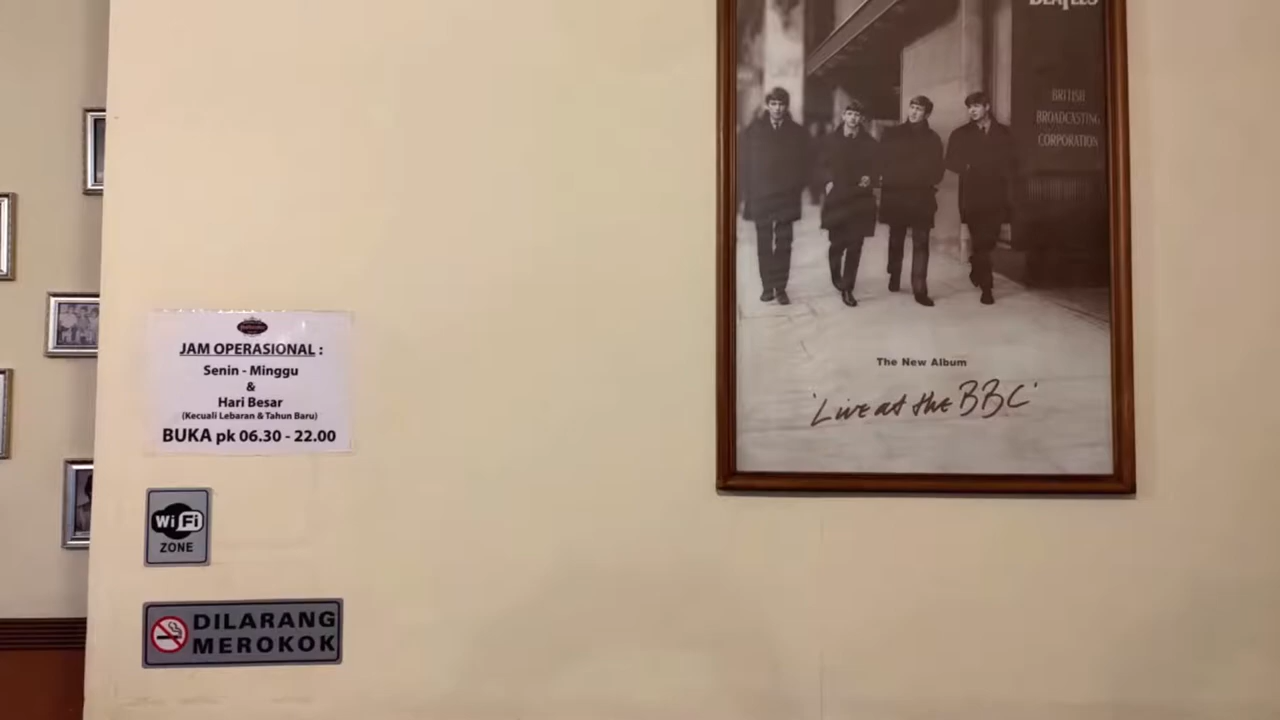 JAM OPERASIONAL :
Senin - Minggu
&
Hari Besar
(Kecuali Lebaran & Tahun Baru)
BUKA pk 06.30 - 22.00
WiFi
ZONE
DILARANG
MEROKOK
BEATLES
BRITISH
BROADCASTING
CORPORATION
The New Album
'Live at the BBC'